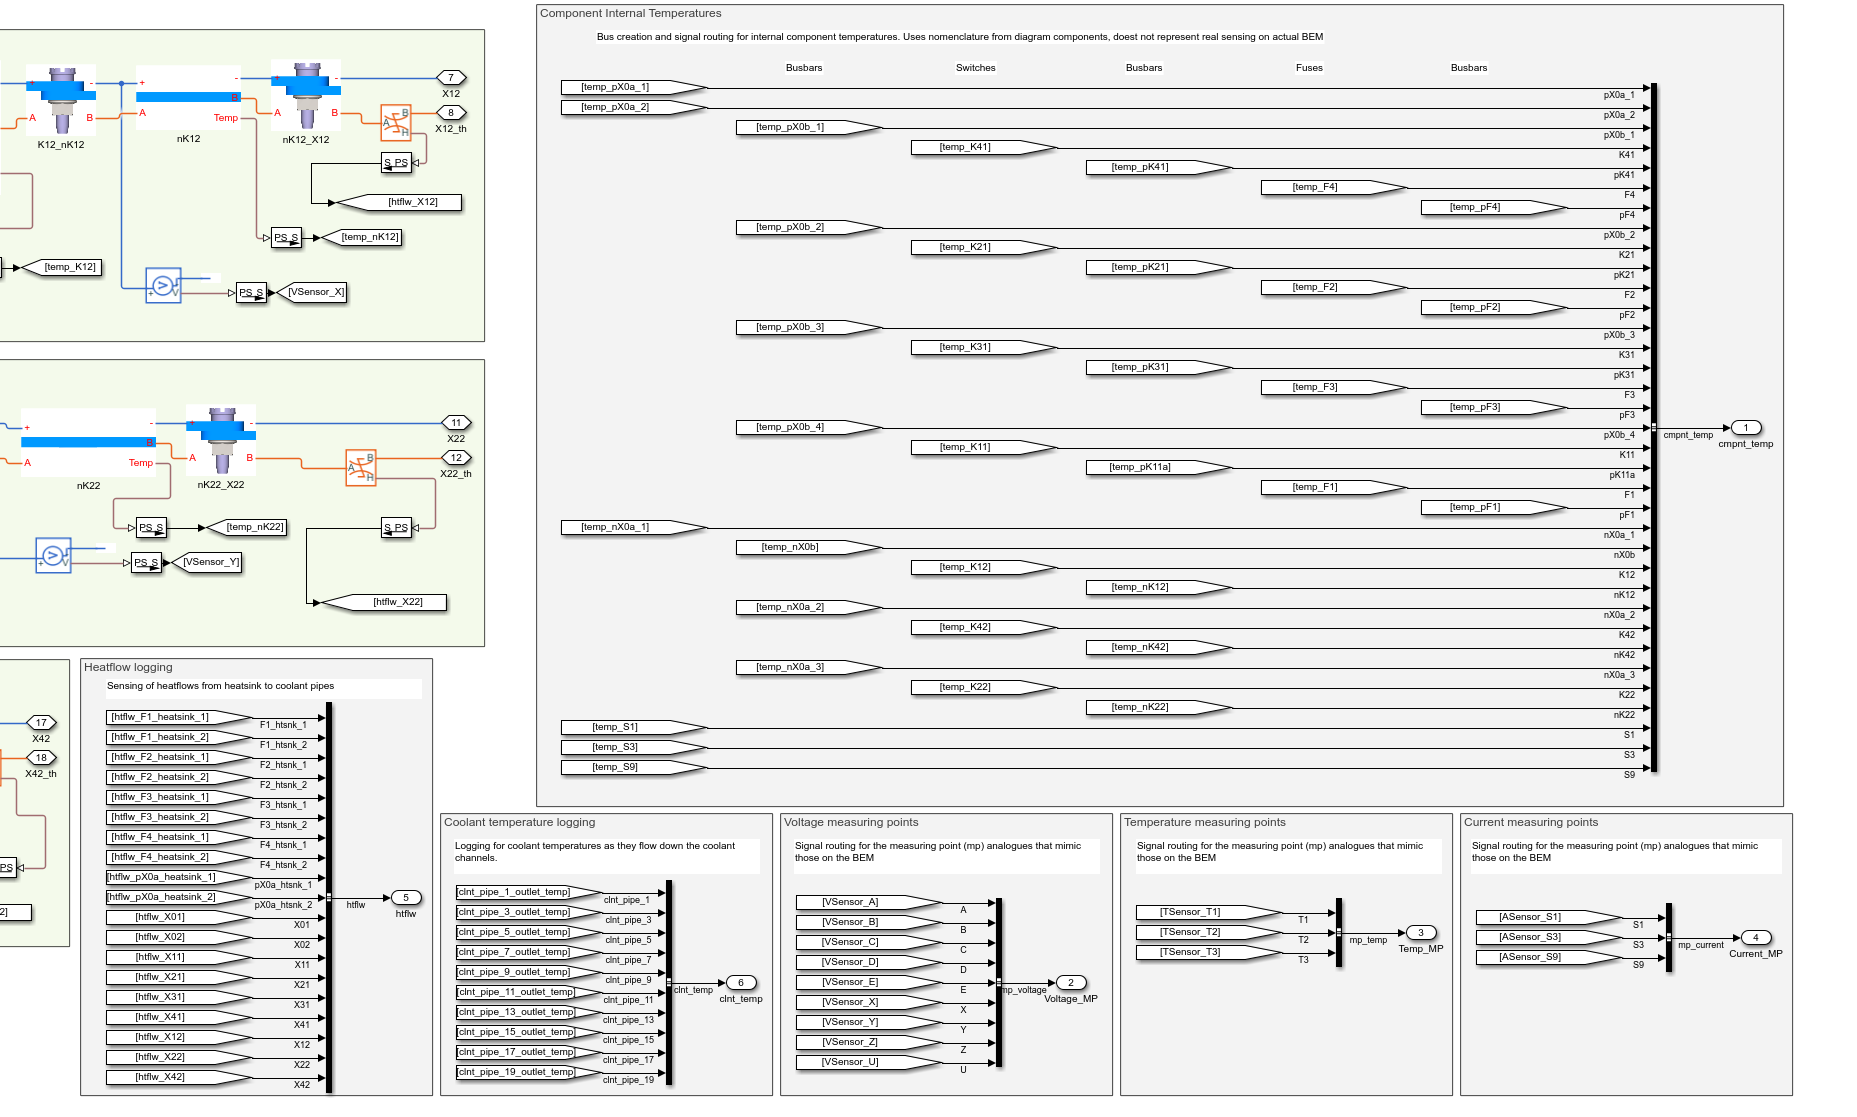 Component Internal Temperatures
Bus creation and signal routing for internal component temperatures. Uses nomenclature from diagram components, doest not represent real sensing on actual BEM
Busbars
Switches
Busbars
Fuses
Busbars
[temp_pX0a_1]
pX0a_1
[temp_pX0a_2]
pX0a_2
[temp_pX0b_1]
pX0b_1
[temp_K41]
K41
[temp_pK41]
pK41
[temp_F4]
F4
[temp_pF4]
pF4
[temp_pX0b_2]
pX0b_2
[temp_K21]
K21
[temp_pK21]
pK21
[temp_F2]
F2
[temp_pF2]
pF2
[temp_pX0b_3]
pX0b_3
[temp_K31]
K31
[temp_pK31]
pK31
[temp_F3]
F3
[temp_pF3]
pF3
[temp_pX0b_4]
pX0b_4
[temp_K11]
K11
[temp_pK11a]
pK11a
[temp_F1]
F1
[temp_pF1]
pF1
[temp_nX0a_1]
nX0a_1
[temp_nX0b]
nX0b
[temp_K12]
K12
[temp_nK12]
nK12
[temp_nX0a_2]
nX0a_2
[temp_K42]
K42
[temp_nK42]
nK42
[temp_nX0a_3]
nX0a_3
[temp_K22]
K22
[temp_nK22]
nK22
[temp_S1]
S1
[temp_S3]
S3
[temp_S9]
S9
cmpnt_temp
1
cmpnt_temp
+
-
A
B
K12_nK12
+
-
A
B
Temp
nK12
+
-
A
B
nK12_X12
7
X12
8
X12_th
A
B
H
S PS
[htflw_X12]
PS S
[temp_nK12]
[temp_K12]
V
+
V
PS S
[VSensor_X]
+
-
A
B
Temp
nK22
+
-
A
B
nK22_X22
11
X22
12
X22_th
A
B
H
PS S
[temp_nK22]
S PS
V
+
V
PS S
[VSensor_Y]
[htflw_X22]
17
X42
18
X42_th
PS
2]
Heatflow logging
Sensing of heatflows from heatsink to coolant pipes
[htflw_F1_heatsink_1]
F1_htsnk_1
[htflw_F1_heatsink_2]
F1_htsnk_2
[htflw_F2_heatsink_1]
F2_htsnk_1
[htflw_F2_heatsink_2]
F2_htsnk_2
[htflw_F3_heatsink_1]
F3_htsnk_1
[htflw_F3_heatsink_2]
F3_htsnk_2
[htflw_F4_heatsink_1]
F4_htsnk_1
[htflw_F4_heatsink_2]
F4_htsnk_2
[htflw_pX0a_heatsink_1]
pX0a_htsnk_1
[htflw_pX0a_heatsink_2]
pX0a_htsnk_2
[htflw_X01]
X01
[htflw_X02]
X02
[htflw_X11]
X11
[htflw_X21]
X21
[htflw_X31]
X31
[htflw_X41]
X41
[htflw_X12]
X12
[htflw_X22]
X22
[htflw_X42]
X42
htflw
5
htflw
Coolant temperature logging
Logging for coolant temperatures as they flow down the coolant
channels.
[clnt_pipe_1_outlet_temp]
clnt_pipe_1
[clnt_pipe_3_outlet_temp]
clnt_pipe_3
[clnt_pipe_5_outlet_temp]
clnt_pipe_5
[clnt_pipe_7_outlet_temp]
clnt_pipe_7
[clnt_pipe_9_outlet_temp]
clnt_pipe_9
[clnt_pipe_11_outlet_temp]
clnt_pipe_11
[clnt_pipe_13_outlet_temp]
clnt_pipe_13
[clnt_pipe_15_outlet_temp]
clnt_pipe_15
[clnt_pipe_17_outlet_temp]
clnt_pipe_17
[clnt_pipe_19_outlet_temp]
clnt_pipe_19
clnt_temp
6
clnt_temp
Voltage measuring points
Signal routing for the measuring point (mp) analogues that mimic
those on the BEM
[VSensor_A]
A
[VSensor_B]
B
[VSensor_C]
C
[VSensor_D]
D
[VSensor_E]
E
[VSensor_X]
X
[VSensor_Y]
Y
[VSensor_Z]
Z
[VSensor_U]
U
mp_voltage
2
Voltage_MP
Temperature measuring points
Signal routing for the measuring point (mp) analogues that mimic
those on the BEM
[TSensor_T1]
T1
[TSensor_T2]
T2
[TSensor_T3]
T3
mp_temp
3
Temp_MP
Current measuring points
Signal routing for the measuring point (mp) analogues that mimic
those on the BEM
[ASensor_S1]
S1
[ASensor_S3]
S3
[ASensor_S9]
S9
mp_current
4
Current_MP